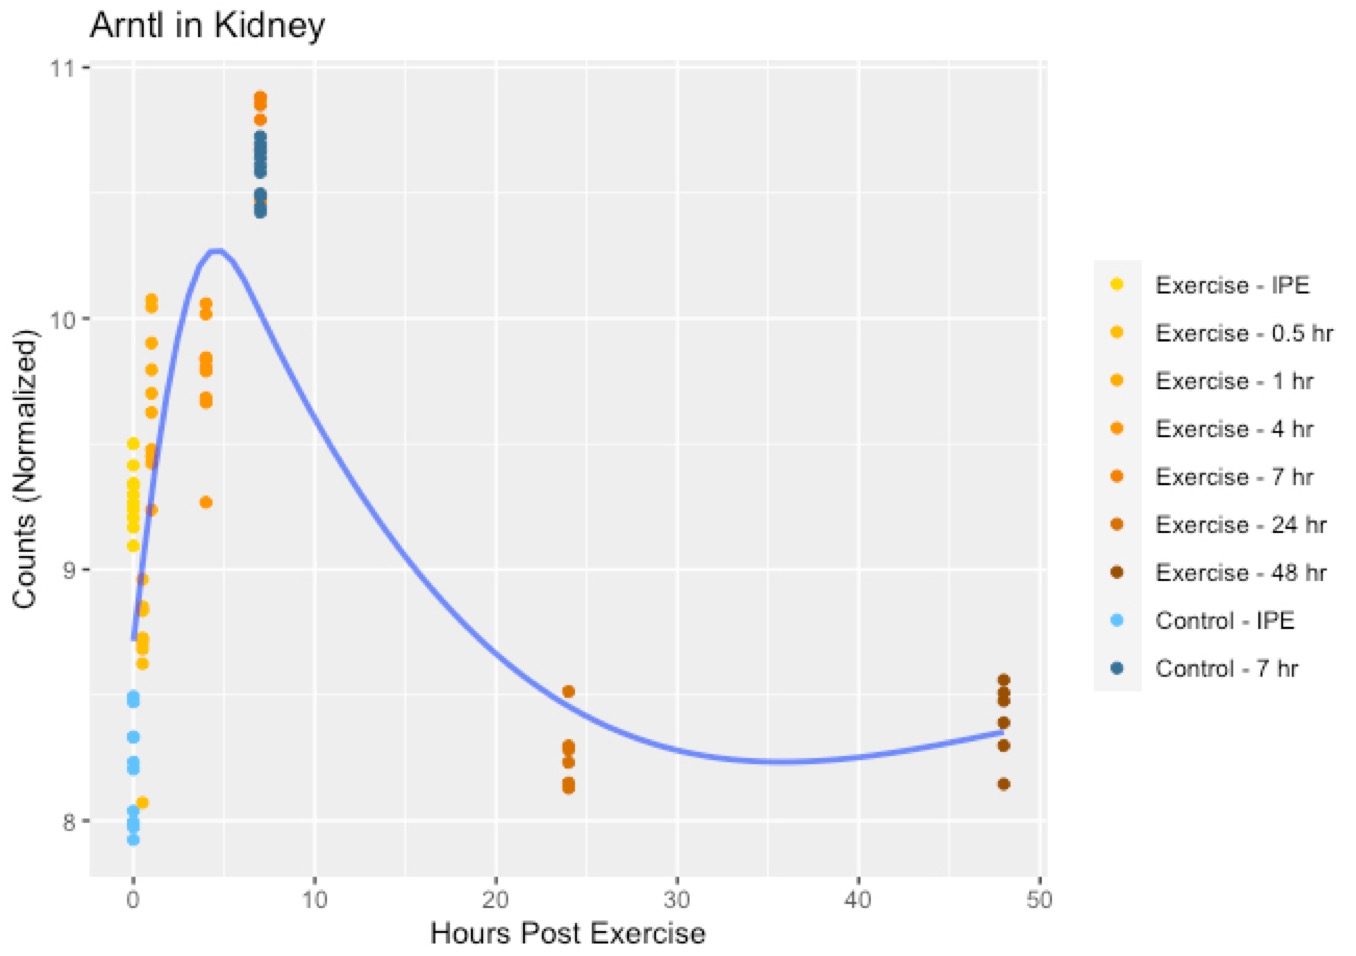 Arntl in Kidney
11
10
9
8
Counts (Normalized)
0 10 20 30 40 50
Hours Post Exercise
Exercise - IPE
Exercise - 0.5 hr
Exercise - 1 hr
Exercise - 4 hr
Exercise - 7 hr
Exercise - 24 hr
Exercise - 48 hr
Control - IPE
Control - 7 hr